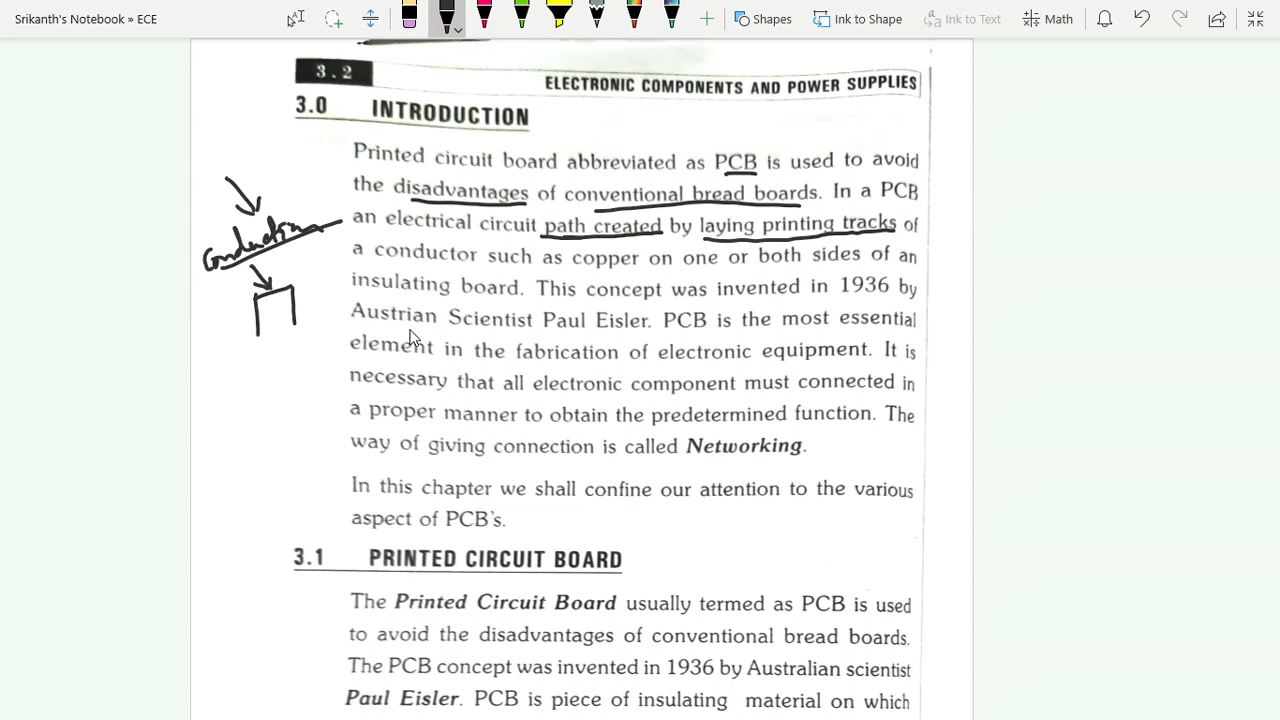 Srikanth's Notebook » ECE
Shapes
Ink to Shape
Ink to Text
Math
3.2
ELECTRONIC COMPONENTS AND POWER SUPPLIES
3.0 INTRODUCTION
Printed circuit board abbreviated as PCB is used to avoid
the disadvantages of conventional bread boards. In a PCB
an electrical circuit path created by laying printing tracks of
a conductor such as copper on one or both sides of an
insulating board. This concept was invented in 1936 by
Austrian Scientist Paul Eisler. PCB is the most essential
element in the fabrication of electronic equipment. It is
necessary that all electronic component must connected in
a proper manner to obtain the predetermined function. The
way of giving connection is called Networking.
In this chapter we shall confine our attention to the various
aspect of PCB's.
3.1 PRINTED CIRCUIT BOARD
The Printed Circuit Board usually termed as PCB is used
to avoid the disadvantages of conventional bread boards.
The PCB concept was invented in 1936 by Australian scientist
Paul Eisler. PCB is piece of insulating material on which